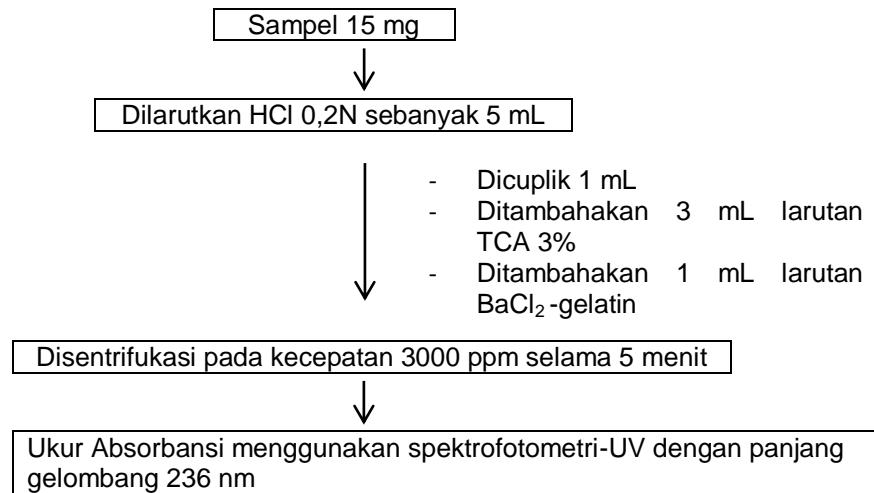 Sampel 15 mg
Dilarutkan HCl 0,2N sebanyak 5 mL
- Dicuplik 1 mL
- Ditambahakan 3 mL larutan
TCA 3%
- Ditambahakan 1 mL larutan
BaCl₂-gelatin
Disentrifukasi pada kecepatan 3000 ppm selama 5 menit
Ukur Absorbansi menggunakan spektrofotometri-UV dengan panjang
gelombang 236 nm